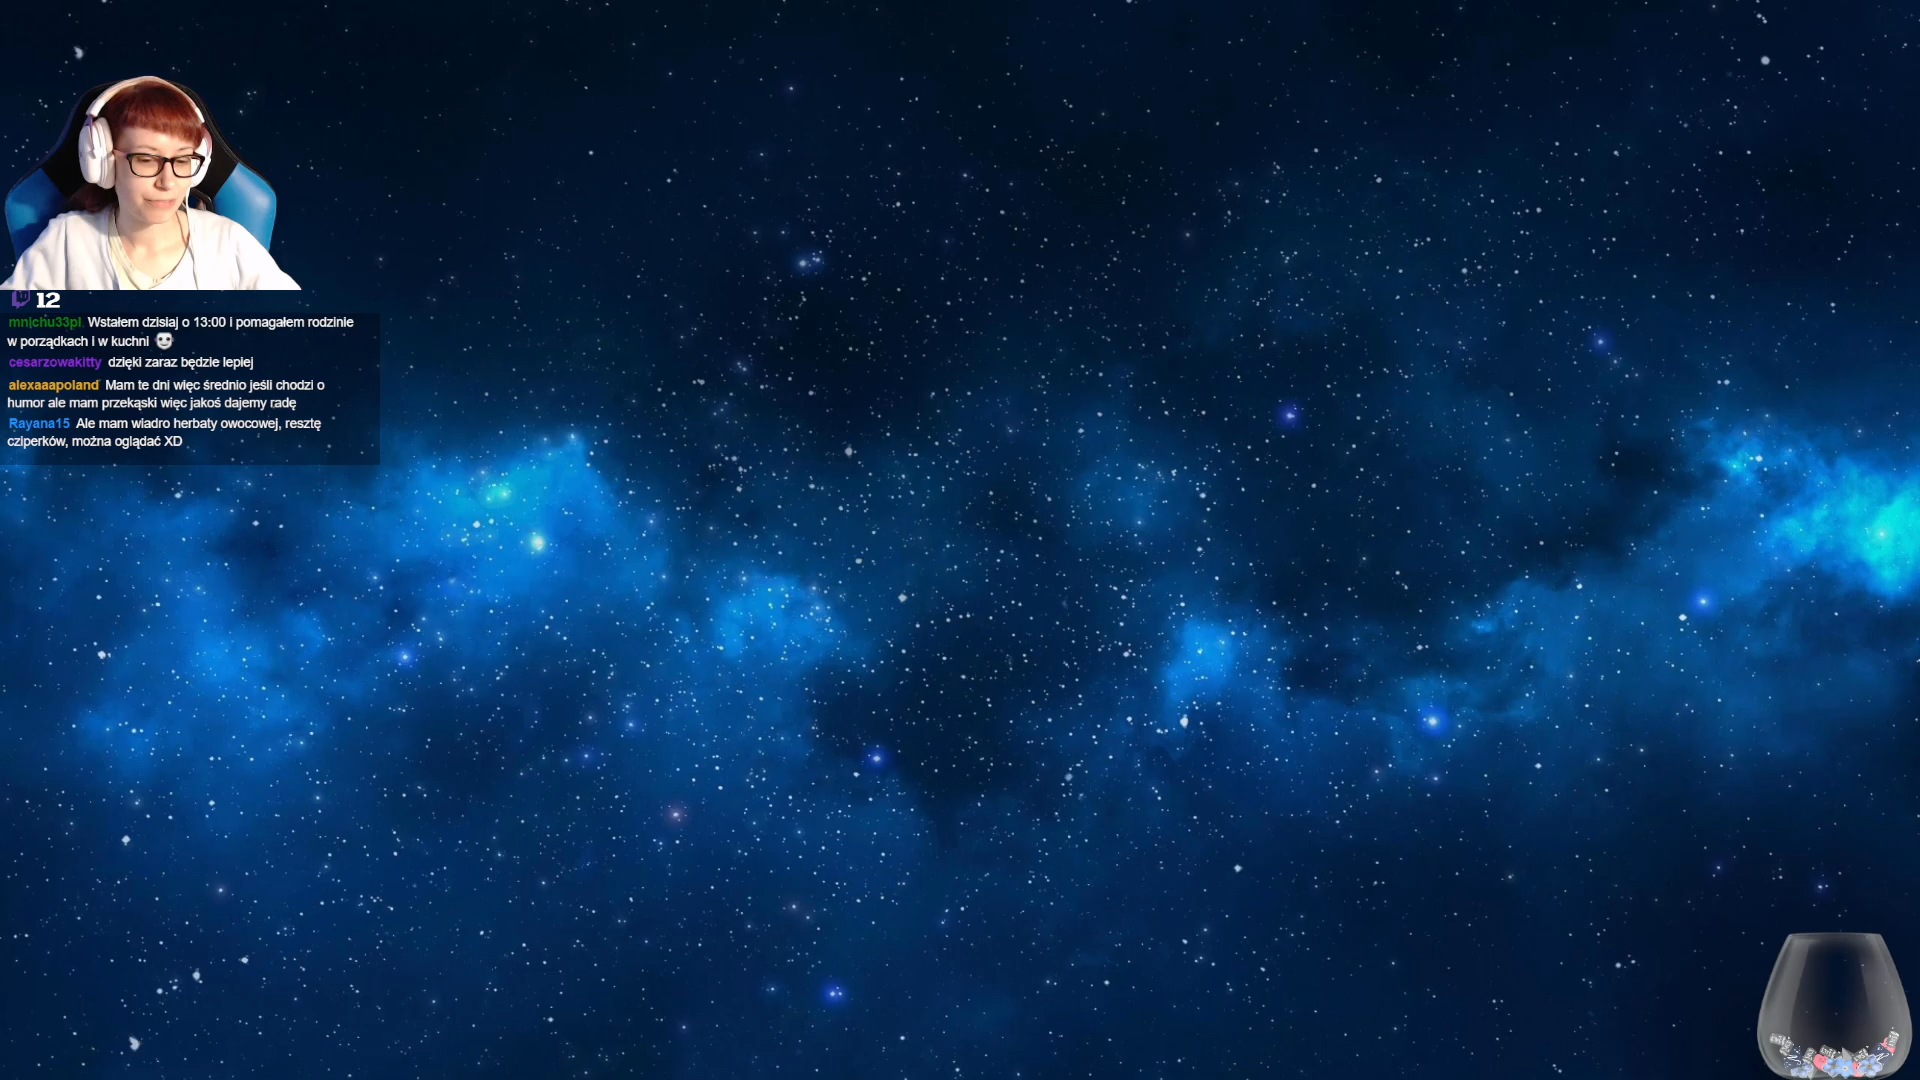 12
mnichu33pl Wstałem dzisiaj o 13:00 i pomagałem rodzinie
w porządkach i w kuchni
cesarzowakitty dzięki zaraz będzie lepiej
alexaaapoland Mam te dni więc średnio jeśli chodzi o
humor ale mam przekąski więc jakoś dajemy radę
Rayana15 Ale mam wiadro herbaty owocowej, resztę
cziperków, można oglądać XD